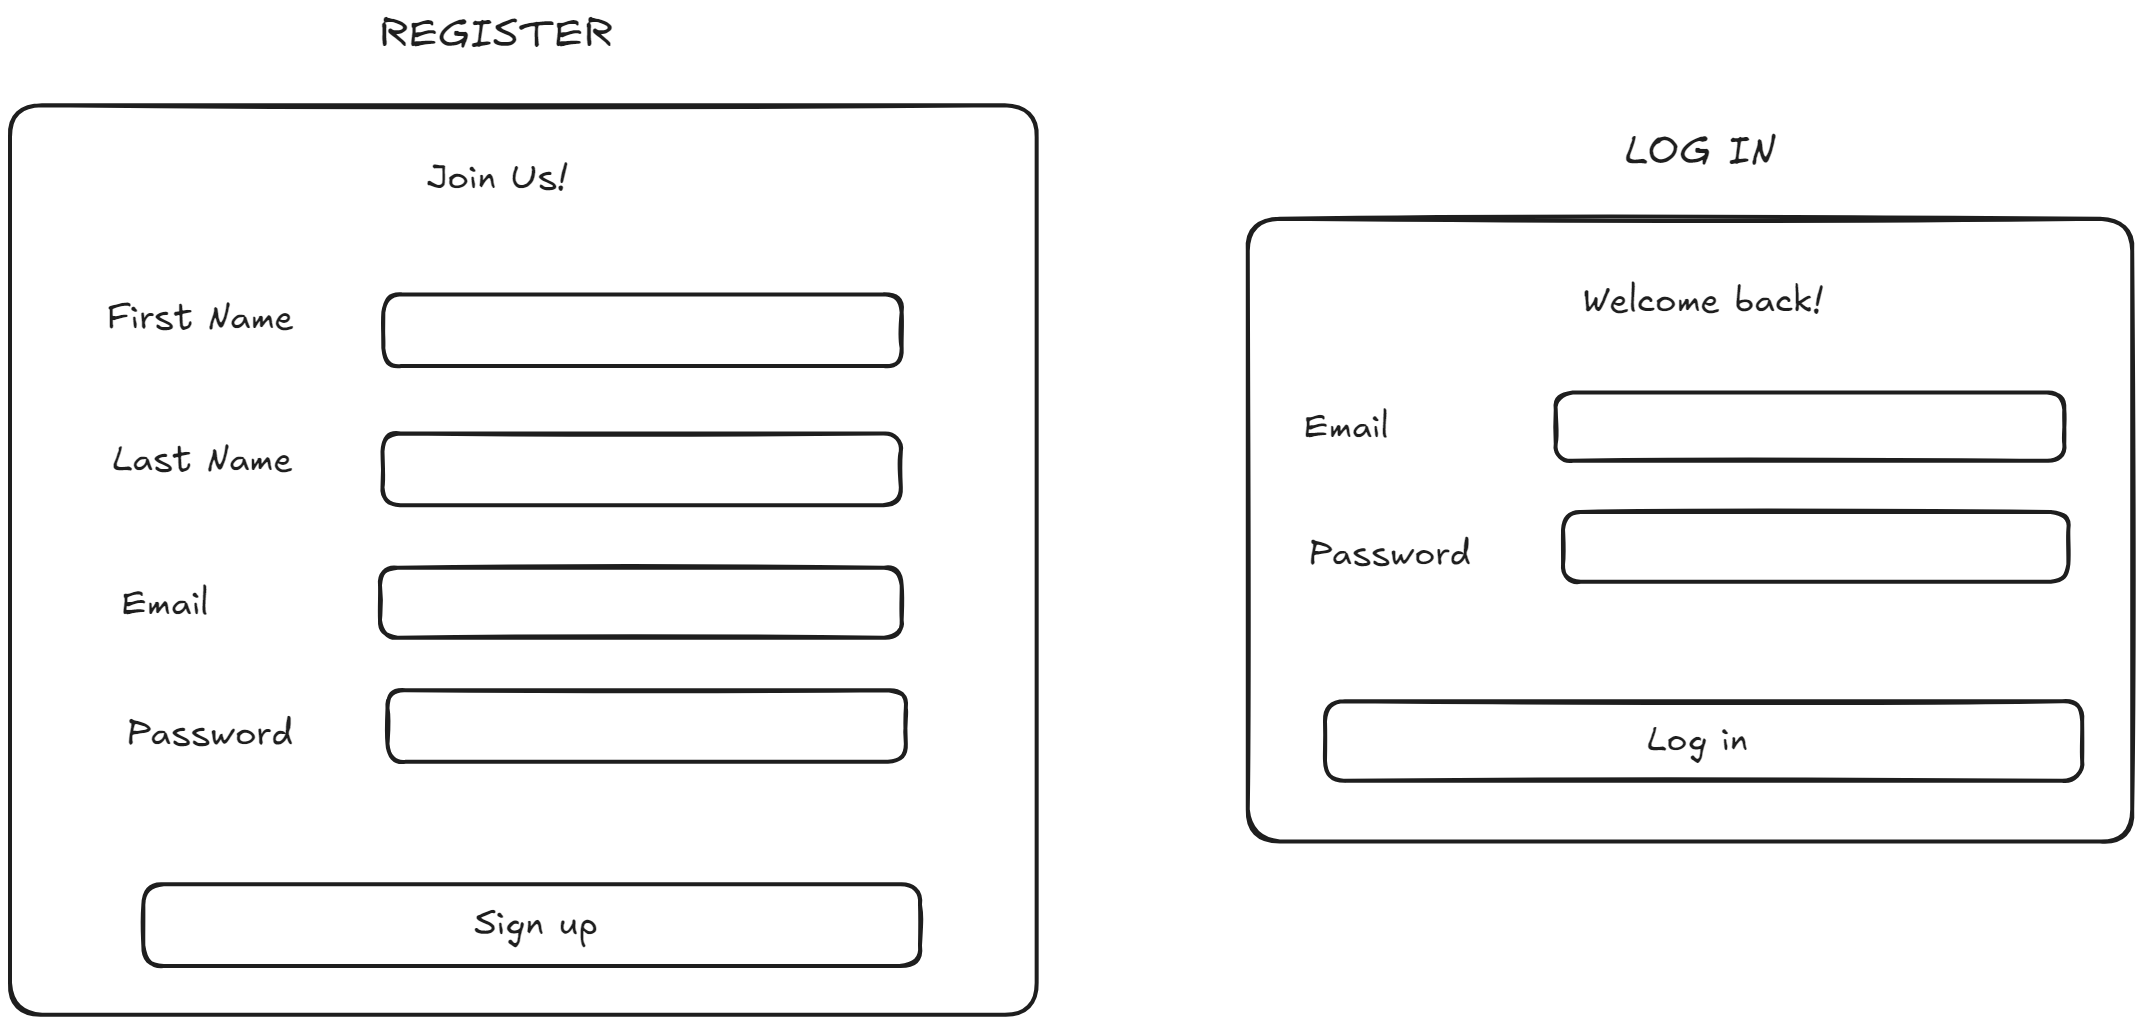 REGISTER
Join Us!
First Name
Last Name
Email
Password
Sign up
LOG IN
Welcome back!
Email
Password
Log in